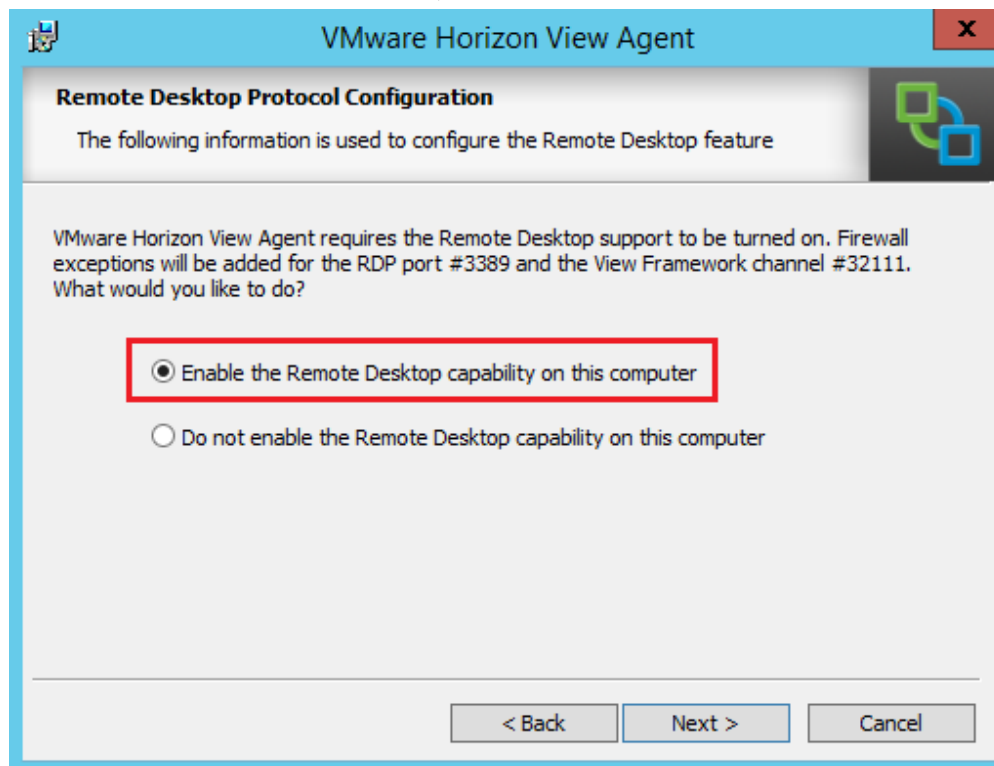 VMware Horizon View Agent
x
Remote Desktop Protocol Configuration
The following information is used to configure the Remote Desktop feature
VMware Horizon View Agent requires the Remote Desktop support to be turned on. Firewall
exceptions will be added for the RDP port #3389 and the View Framework channel #32111.
What would you like to do?
Enable the Remote Desktop capability on this computer
Do not enable the Remote Desktop capability on this computer
< Back
Next >
Cancel